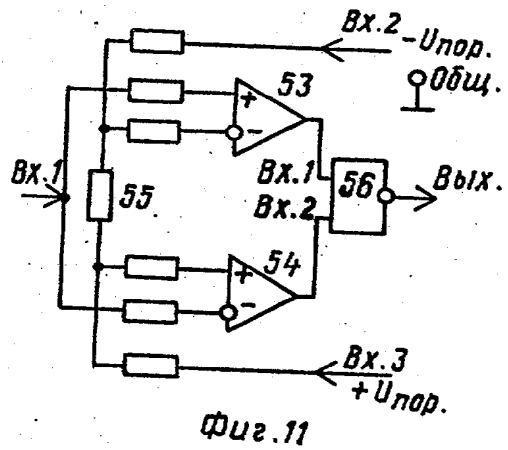 Вх.2
-Uпор.
Общ.
+
53
-
Вх.1
55
Вх.1
56
Вых.
Вх.2
+
54
-
Вх.3
+Uпор.
Фиг.11